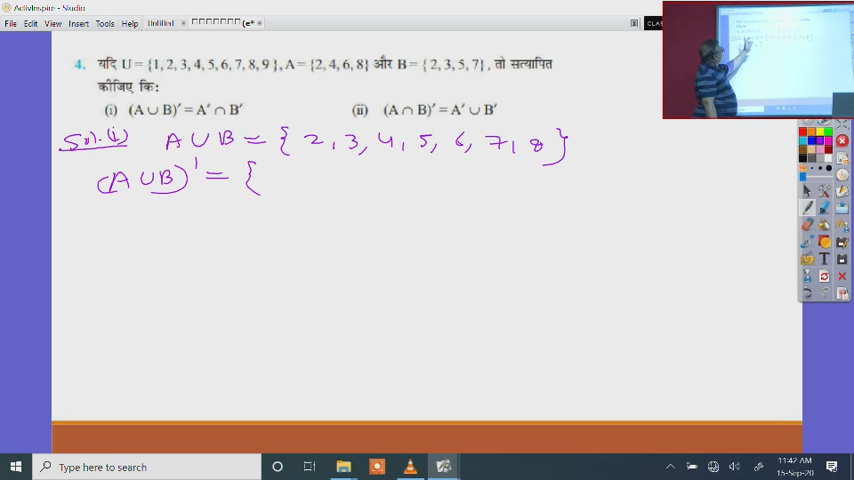 ActivInspire - Studio
File Edit View Insert Tools Help Untitled
CLAS
4. यदि U = {1, 2, 3, 4, 5, 6, 7, 8, 9}, A = {2, 4, 6, 8} और B = { 2, 3, 5, 7}, तो सत्यापित
कीजिए कि:
(i) (A ∪ B)′ = A′ ∩ B′ (ii) (A ∩ B)′ = A′ ∪ B′
Sol.(i) A ∪ B = { 2, 3, 4, 5, 6, 7, 8 }
(A ∪ B)′ = {
Type here to search
11:42 AM
15-Sep-20